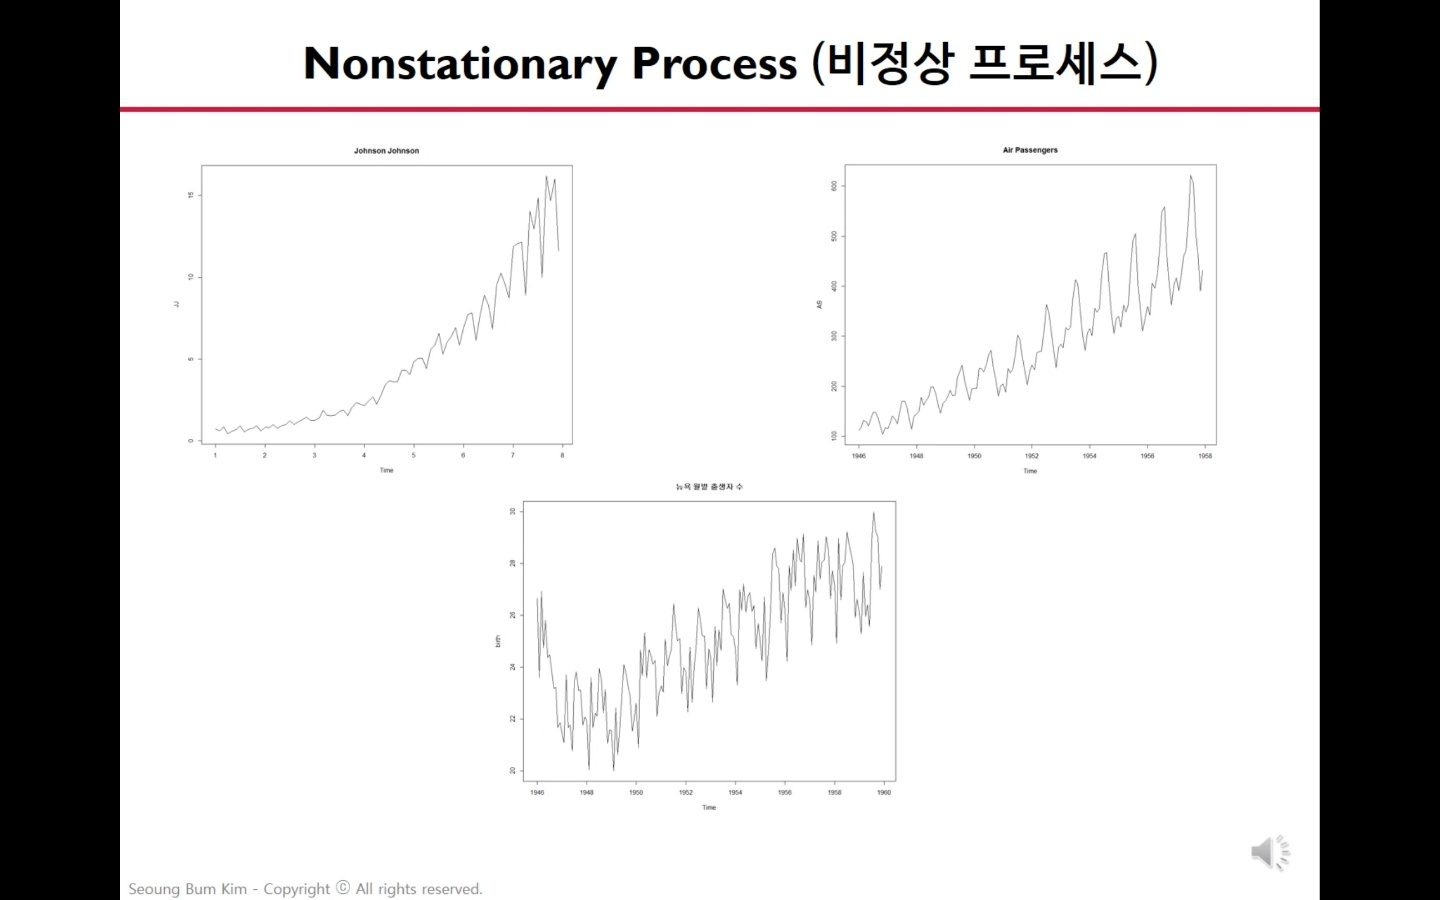 Nonstationary Process (비정상 프로세스)
Johnson Johnson
JJ
15
10
5
0
1 2 3 4 5 6 7 8
Time
Air Passengers
AB
600
500
400
300
200
100
1946 1948 1950 1952 1954 1956 1958
Time
뉴욕 월별 출생자 수
birth
30
28
26
24
22
20
1946 1948 1950 1952 1954 1956 1958 1960
Time
Seoung Bum Kim - Copyright ⓒ All rights reserved.